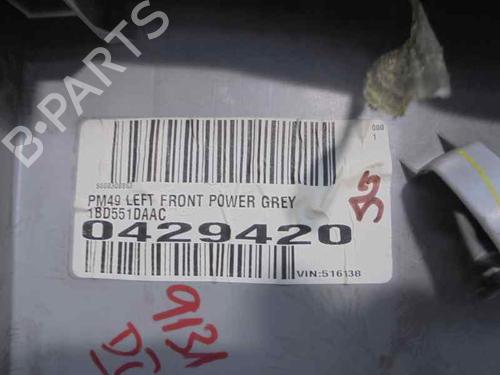 B-PARTS
PM49 LEFT FRONT POWER GREY
1BD551DAAC
0429420
VIN:516138